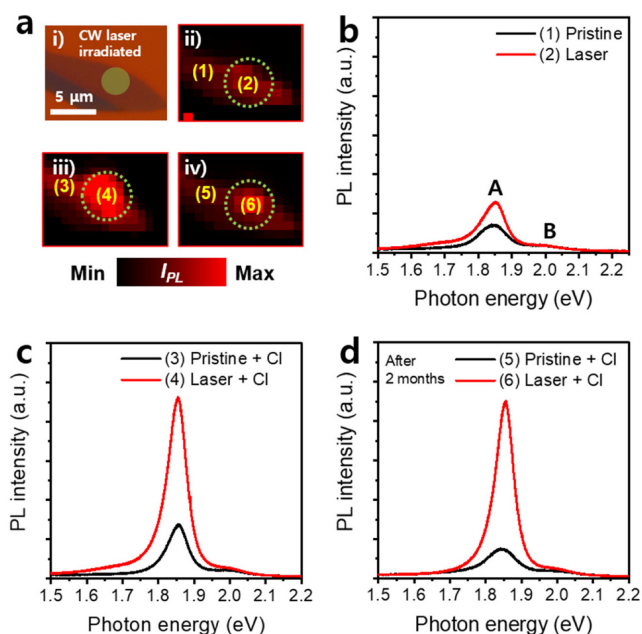 a
i) CW laser
irradiated
5 μm
ii)
(1)
(2)
iii)
(3)
(4)
iv)
(5)
(6)
Min I_PL Max
b
(1) Pristine
(2) Laser
A
B
PL intensity (a.u.)
1.5 1.6 1.7 1.8 1.9 2.0 2.1 2.2
Photon energy (eV)
c
(3) Pristine + Cl
(4) Laser + Cl
PL intensity (a.u.)
1.5 1.6 1.7 1.8 1.9 2.0 2.1 2.2
Photon energy (eV)
d
After
2 months
(5) Pristine + Cl
(6) Laser + Cl
PL intensity (a.u.)
1.5 1.6 1.7 1.8 1.9 2.0 2.1 2.2
Photon energy (eV)